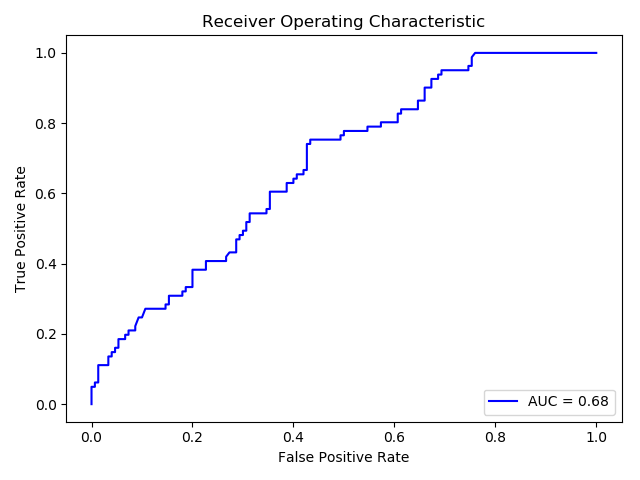 Receiver Operating Characteristic
1.0
0.8
0.6
0.4
0.2
0.0
True Positive Rate
AUC = 0.68
0.0 0.2 0.4 0.6 0.8 1.0
False Positive Rate